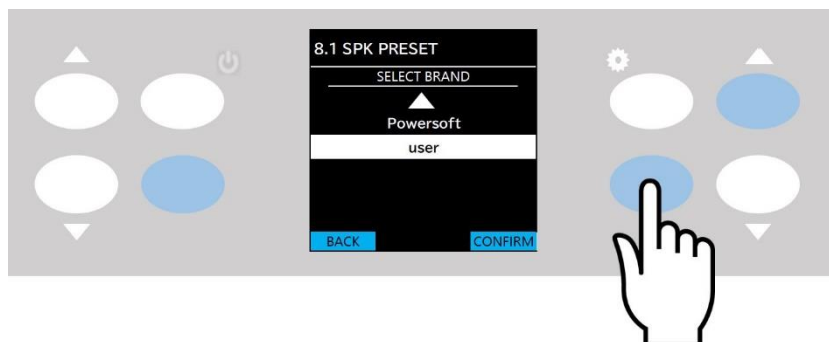 8.1 SPK PRESET
SELECT BRAND
Powersoft
user
BACK
CONFIRM